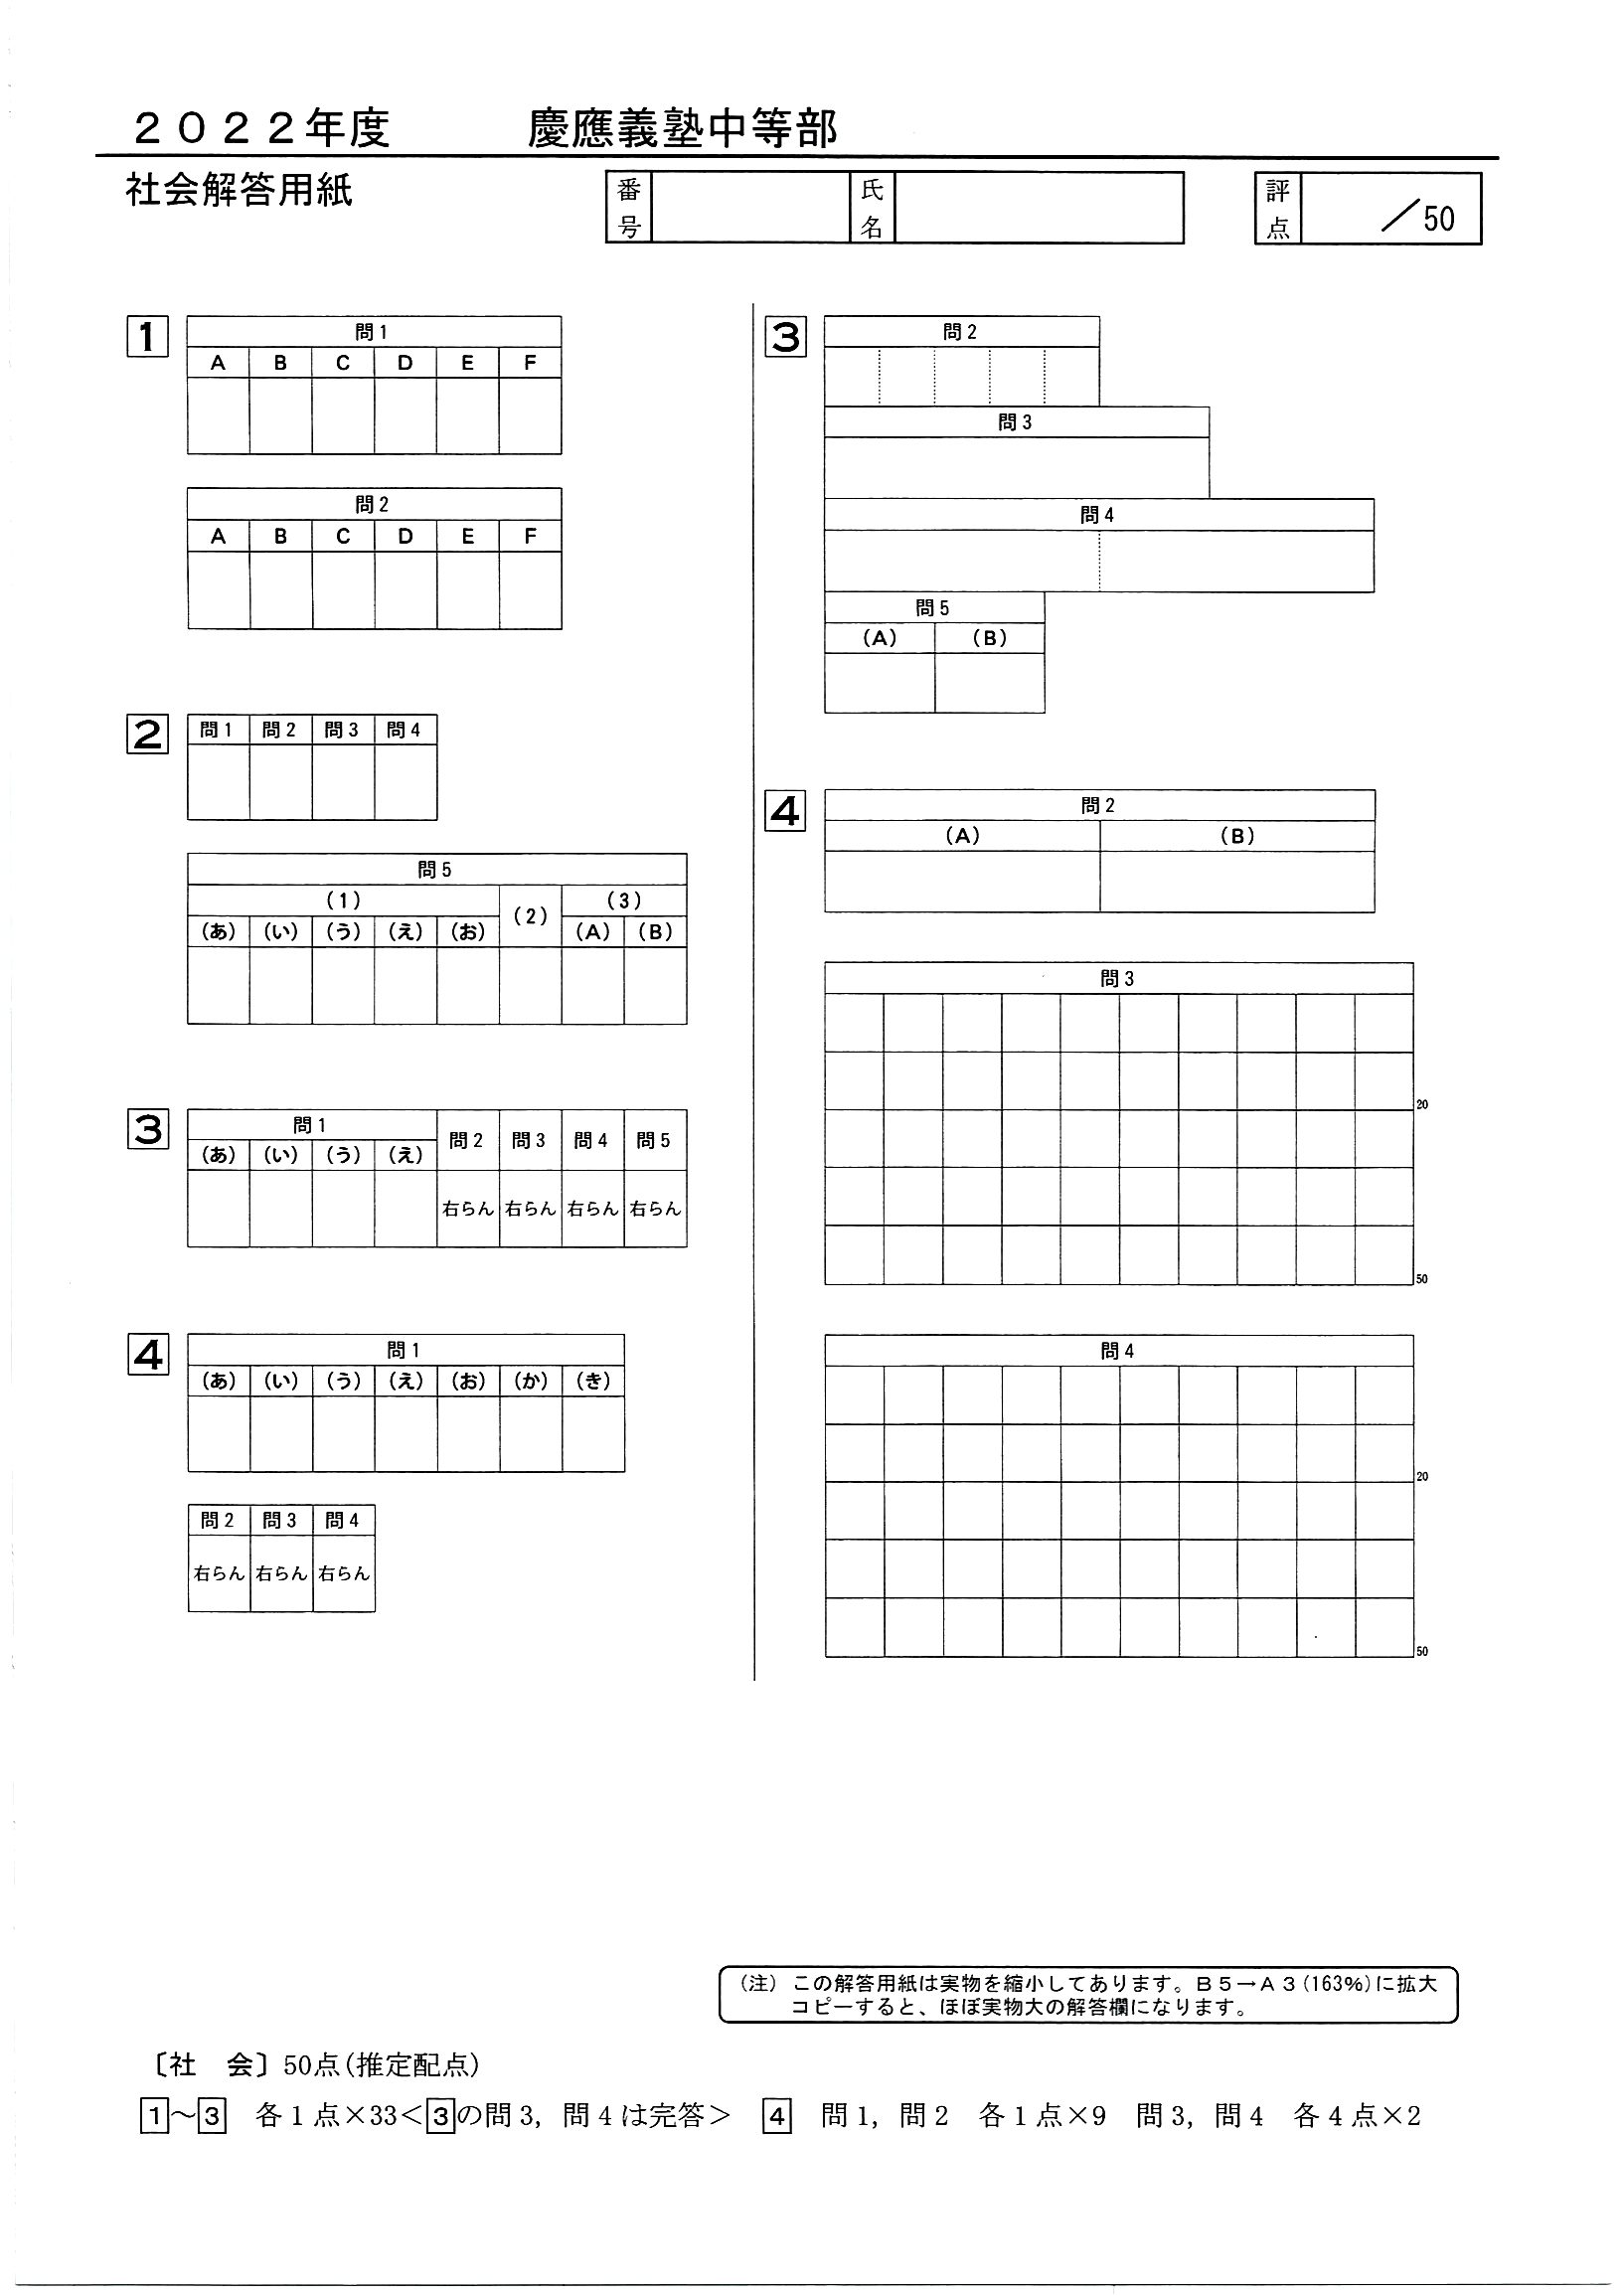 ２０２２年度 慶應義塾中等部
社会解答用紙
番号
氏名
評点
／50
1
問1
A B C D E F
問2
A B C D E F
2
問1 問2 問3 問4
問5
(1) (2) (3)
(あ) (い) (う) (え) (お) (A) (B)
3
問1 問2 問3 問4 問5
(あ) (い) (う) (え)
右らん 右らん 右らん 右らん
4
問1
(あ) (い) (う) (え) (お) (か) (き)
問2 問3 問4
右らん 右らん 右らん
3
問2
問3
問4
問5
(A) (B)
4
問2
(A) (B)
問3
20
50
問4
20
50
(注) この解答用紙は実物を縮小してあります。Ｂ５→Ａ３(163%)に拡大
コピーすると、ほぼ実物大の解答欄になります。
〔社　会〕50点(推定配点)
1～3　各１点×33＜3の問3, 問4は完答＞　4　問1, 問2　各１点×9　問3, 問4　各４点×2